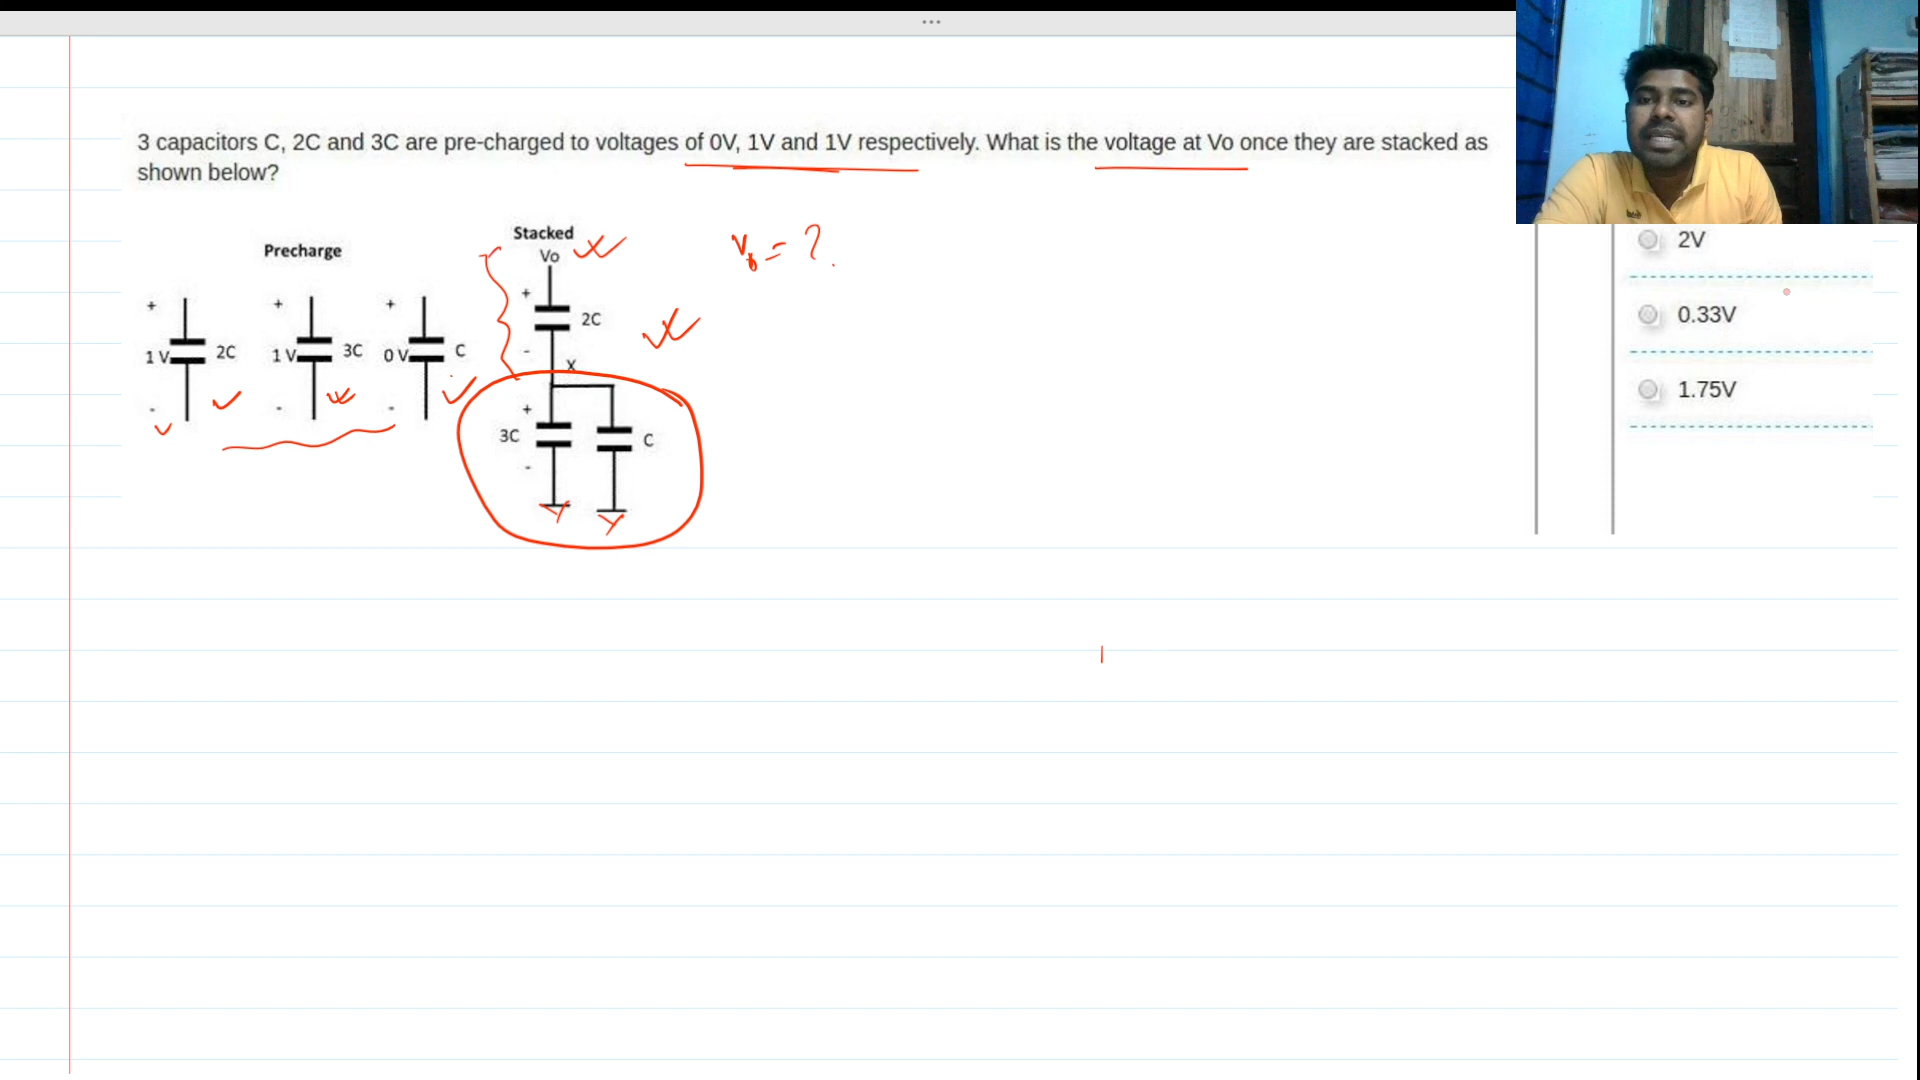 3 capacitors C, 2C and 3C are pre-charged to voltages of 0V, 1V and 1V respectively. What is the voltage at Vo once they are stacked as
shown below?
Precharge
+ 1 V - 2C
+ 1 V - 3C
+ 0 V - C
Stacked
Vo
+ - 2C
X
+ 3C -
C
V0 = ?
2V
0.33V
1.75V